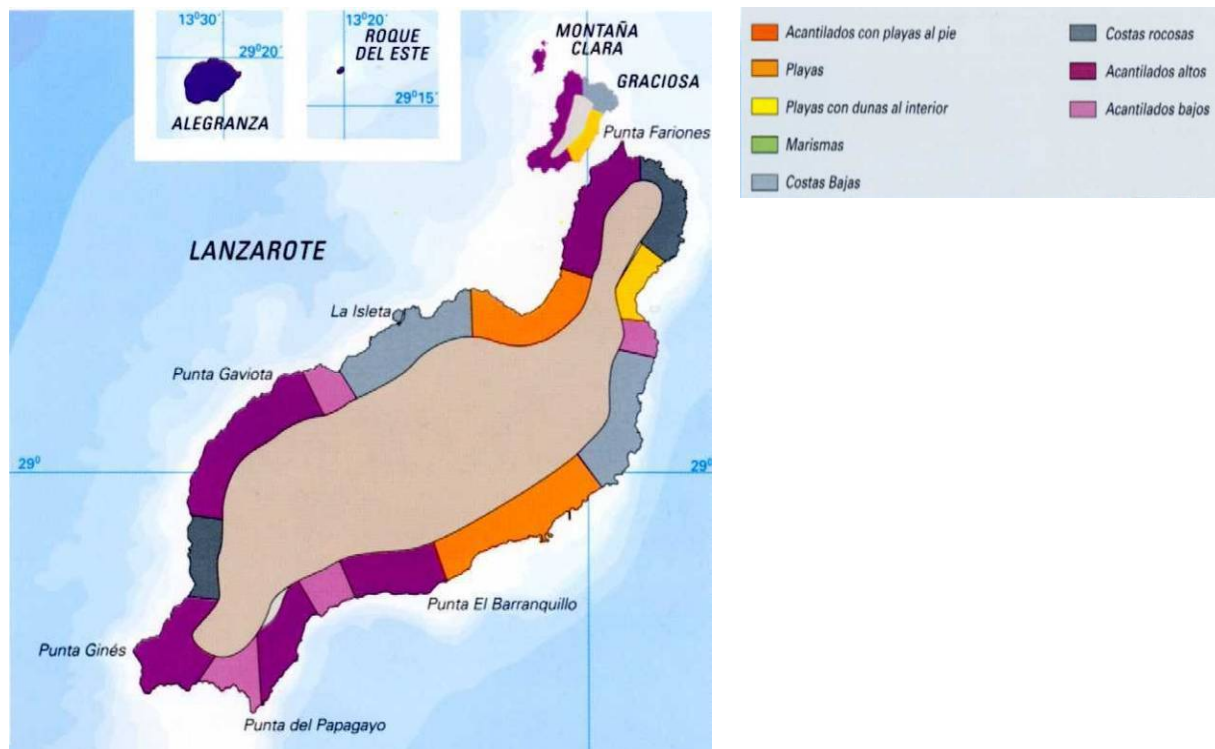 13º30´
29º20´
ALEGRANZA
13º20´
ROQUE
DEL ESTE
29º15´
MONTAÑA
CLARA
GRACIOSA
Punta Fariones
LANZAROTE
La Isleta
Punta Gaviota
29º
29º
Punta El Barranquillo
Punta Ginés
Punta del Papagayo
Acantilados con playas al pie
Playas
Playas con dunas al interior
Marismas
Costas Bajas
Costas rocosas
Acantilados altos
Acantilados bajos